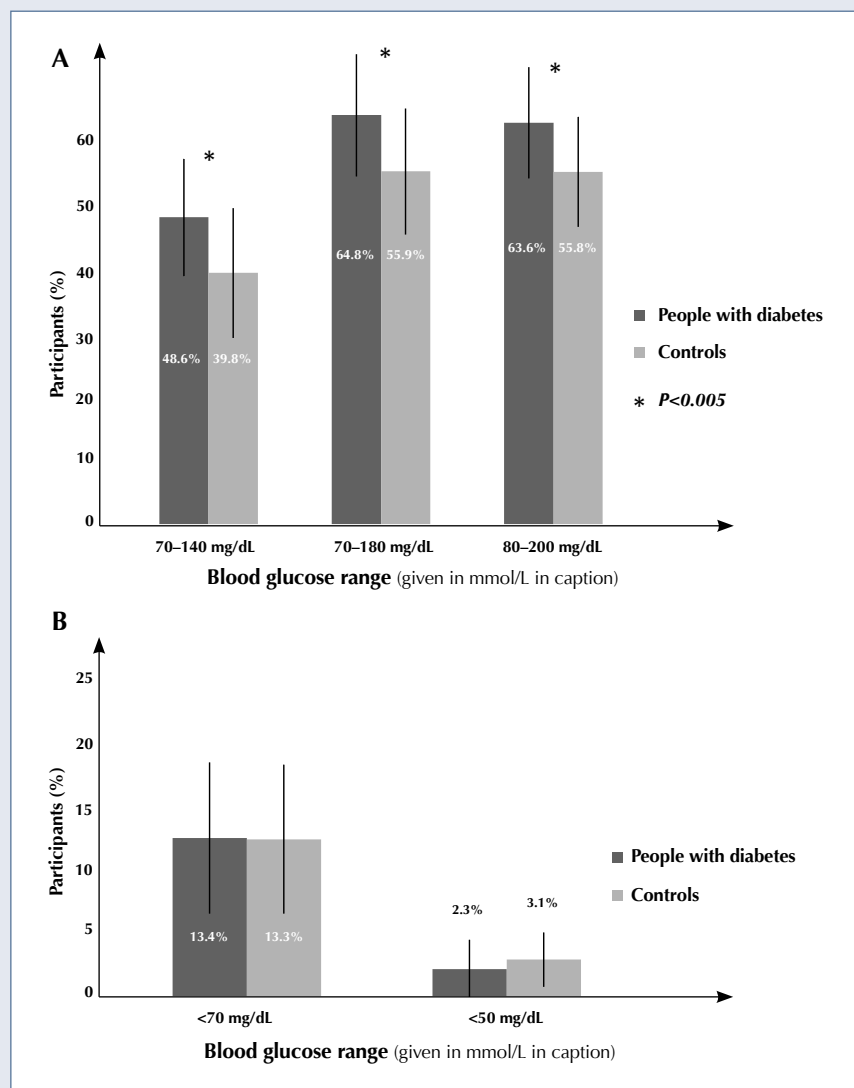 A
*
*
*
60
50
40
30
20
10
0
Participants (%)
64.8%
55.9%
63.6%
55.8%
48.6%
39.8%
People with diabetes
Controls
* P<0.005
70–140 mg/dL
70–180 mg/dL
80–200 mg/dL
Blood glucose range (given in mmol/L in caption)
B
25
20
15
10
5
0
Participants (%)
13.4%
13.3%
2.3%
3.1%
People with diabetes
Controls
<70 mg/dL
<50 mg/dL
Blood glucose range (given in mmol/L in caption)